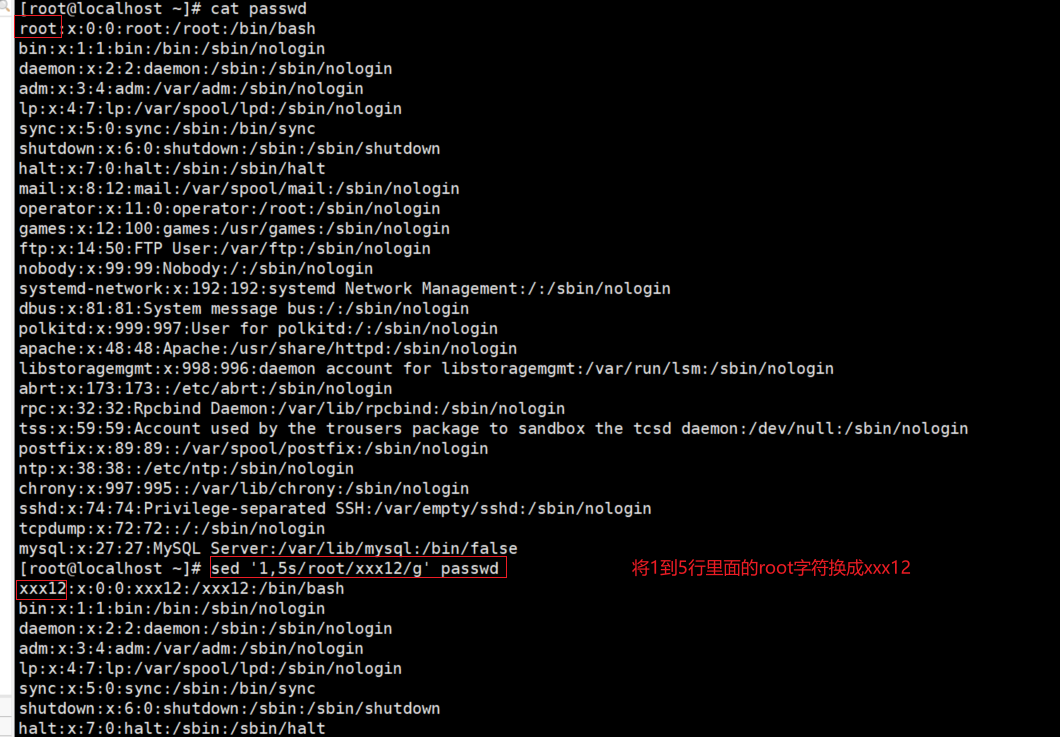 [root@localhost ~]# cat passwd
root:x:0:0:root:/root:/bin/bash
bin:x:1:1:bin:/bin:/sbin/nologin
daemon:x:2:2:daemon:/sbin:/sbin/nologin
adm:x:3:4:adm:/var/adm:/sbin/nologin
lp:x:4:7:lp:/var/spool/lpd:/sbin/nologin
sync:x:5:0:sync:/sbin:/bin/sync
shutdown:x:6:0:shutdown:/sbin:/sbin/shutdown
halt:x:7:0:halt:/sbin:/sbin/halt
mail:x:8:12:mail:/var/spool/mail:/sbin/nologin
operator:x:11:0:operator:/root:/sbin/nologin
games:x:12:100:games:/usr/games:/sbin/nologin
ftp:x:14:50:FTP User:/var/ftp:/sbin/nologin
nobody:x:99:99:Nobody:/:/sbin/nologin
systemd-network:x:192:192:systemd Network Management:/:/sbin/nologin
dbus:x:81:81:System message bus:/:/sbin/nologin
polkitd:x:999:997:User for polkitd:/:/sbin/nologin
apache:x:48:48:Apache:/usr/share/httpd:/sbin/nologin
libstoragemgmt:x:998:996:daemon account for libstoragemgmt:/var/run/lsm:/sbin/nologin
abrt:x:173:173::/etc/abrt:/sbin/nologin
rpc:x:32:32:Rpcbind Daemon:/var/lib/rpcbind:/sbin/nologin
tss:x:59:59:Account used by the trousers package to sandbox the tcsd daemon:/dev/null:/sbin/nologin
postfix:x:89:89::/var/spool/postfix:/sbin/nologin
ntp:x:38:38::/etc/ntp:/sbin/nologin
chrony:x:997:995::/var/lib/chrony:/sbin/nologin
sshd:x:74:74:Privilege-separated SSH:/var/empty/sshd:/sbin/nologin
tcpdump:x:72:72::/:/sbin/nologin
mysql:x:27:27:MySQL Server:/var/lib/mysql:/bin/false
[root@localhost ~]# sed '1,5s/root/xxx12/g' passwd 将1到5行里面的root字符换成xxx12
xxx12:x:0:0:xxx12:/xxx12:/bin/bash
bin:x:1:1:bin:/bin:/sbin/nologin
daemon:x:2:2:daemon:/sbin:/sbin/nologin
adm:x:3:4:adm:/var/adm:/sbin/nologin
lp:x:4:7:lp:/var/spool/lpd:/sbin/nologin
sync:x:5:0:sync:/sbin:/bin/sync
shutdown:x:6:0:shutdown:/sbin:/sbin/shutdown
halt:x:7:0:halt:/sbin:/sbin/halt